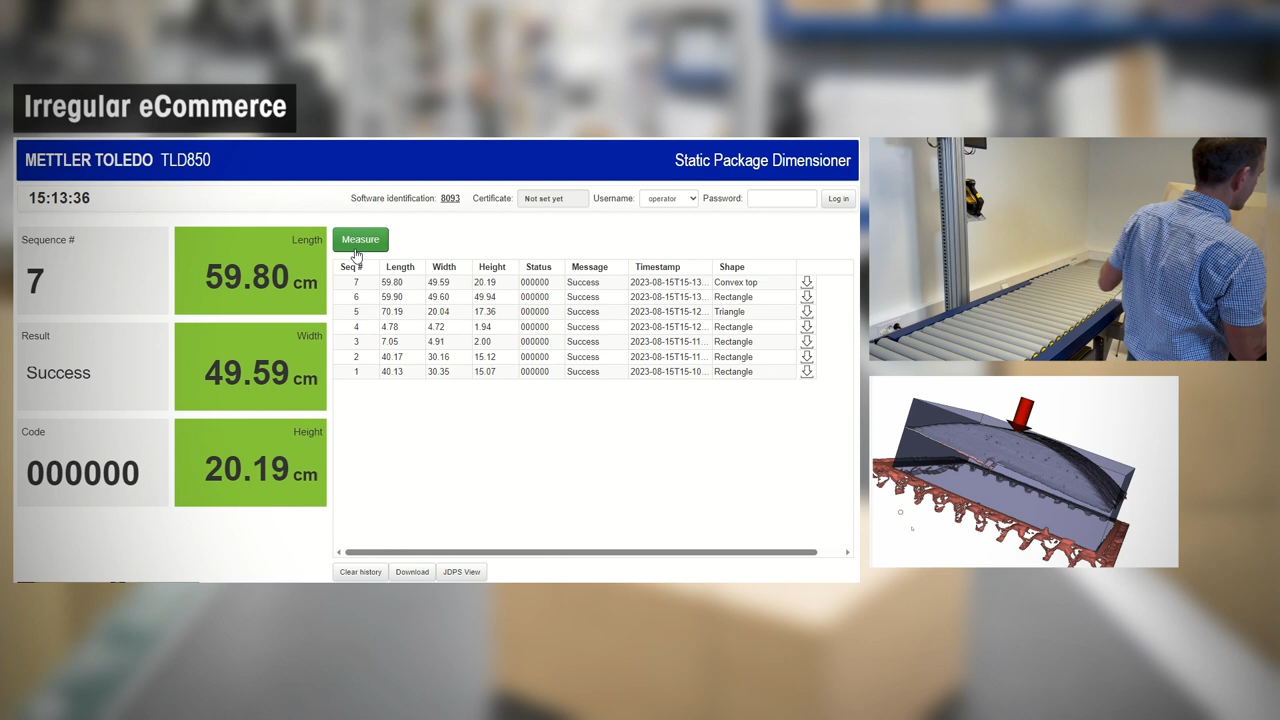 Irregular eCommerce
METTLER TOLEDO TLD850
Static Package Dimensioner
15:13:36
Software identification: 8093 Certificate: Not set yet Username: operator Password: Log in
Sequence #
7
Length
59.80 cm
Result
Success
Width
49.59 cm
Code
000000
Height
20.19 cm
Measure
Seq # Length Width Height Status Message Timestamp Shape
7 59.80 49.59 20.19 000000 Success 2023-08-15T15-13... Convex top
6 59.90 49.60 49.94 000000 Success 2023-08-15T15-13... Rectangle
5 70.19 20.04 17.36 000000 Success 2023-08-15T15-12... Triangle
4 4.78 4.72 1.94 000000 Success 2023-08-15T15-12... Rectangle
3 7.05 4.91 2.00 000000 Success 2023-08-15T15-11... Rectangle
2 40.17 30.16 15.12 000000 Success 2023-08-15T15-11... Rectangle
1 40.13 30.35 15.07 000000 Success 2023-08-15T15-10... Rectangle
Clear history Download JDPS View